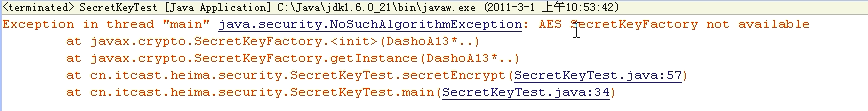 <terminated> SecretKeyTest [Java Application] C:\Java\jdk1.6.0_21\bin\javaw.exe (2011-3-1 上午10:53:42)
Exception in thread "main" java.security.NoSuchAlgorithmException: AES SecretKeyFactory not available
at javax.crypto.SecretKeyFactory.<init>(DashoA13*..)
at javax.crypto.SecretKeyFactory.getInstance(DashoA13*..)
at cn.itcast.heima.security.SecretKeyTest.secretEncrypt(SecretKeyTest.java:57)
at cn.itcast.heima.security.SecretKeyTest.main(SecretKeyTest.java:34)